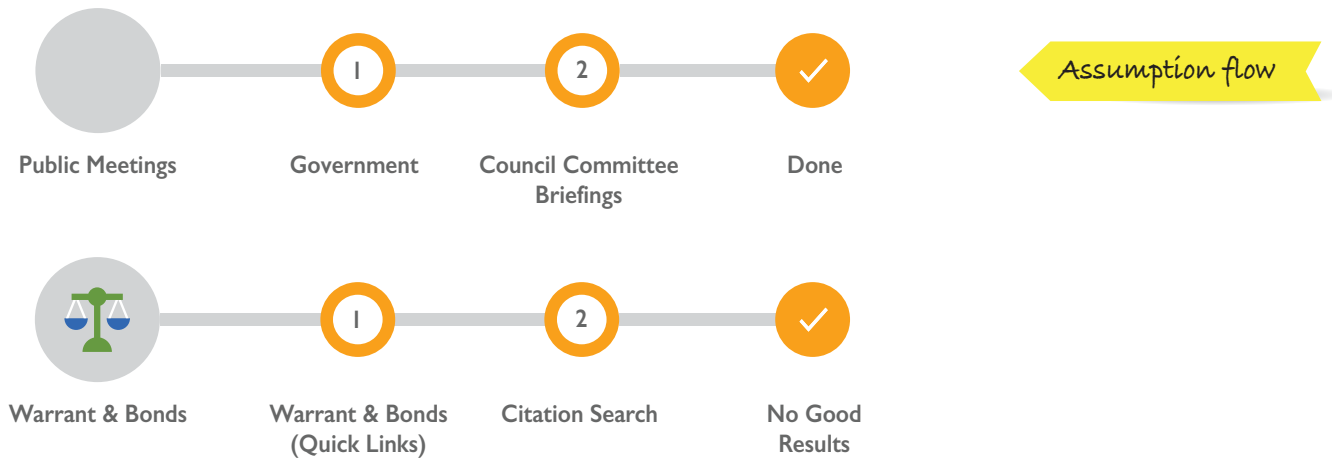 1
2
Assumption flow
Public Meetings
Government
Council Committee
Briefings
Done
1
2
Warrant & Bonds
Warrant & Bonds
(Quick Links)
Citation Search
No Good
Results